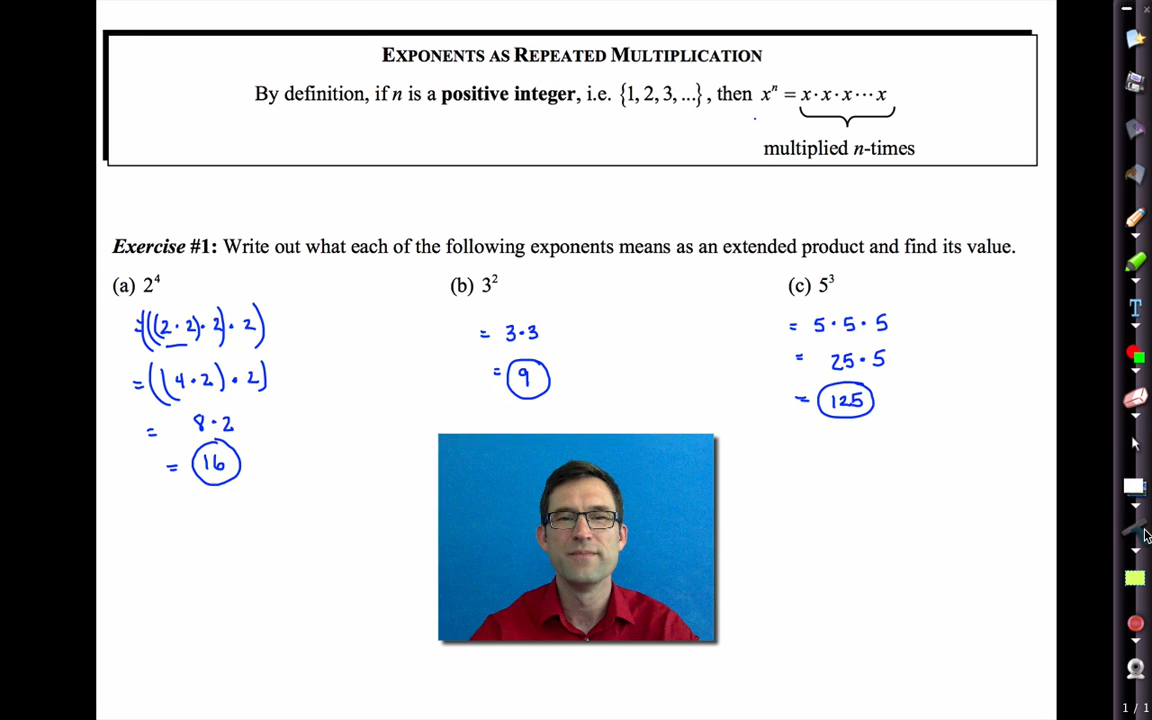 EXPONENTS AS REPEATED MULTIPLICATION
By definition, if n is a positive integer, i.e. {1, 2, 3, ...}, then xⁿ = x·x·x···x
multiplied n-times
Exercise #1: Write out what each of the following exponents means as an extended product and find its value.
(a) 2⁴ (b) 3² (c) 5³
=(((2·2)·2)·2) = 3·3 = 5·5·5
=((4·2)·2) = 9 = 25·5
= 8·2 = 125
= 16
T
1 / 1